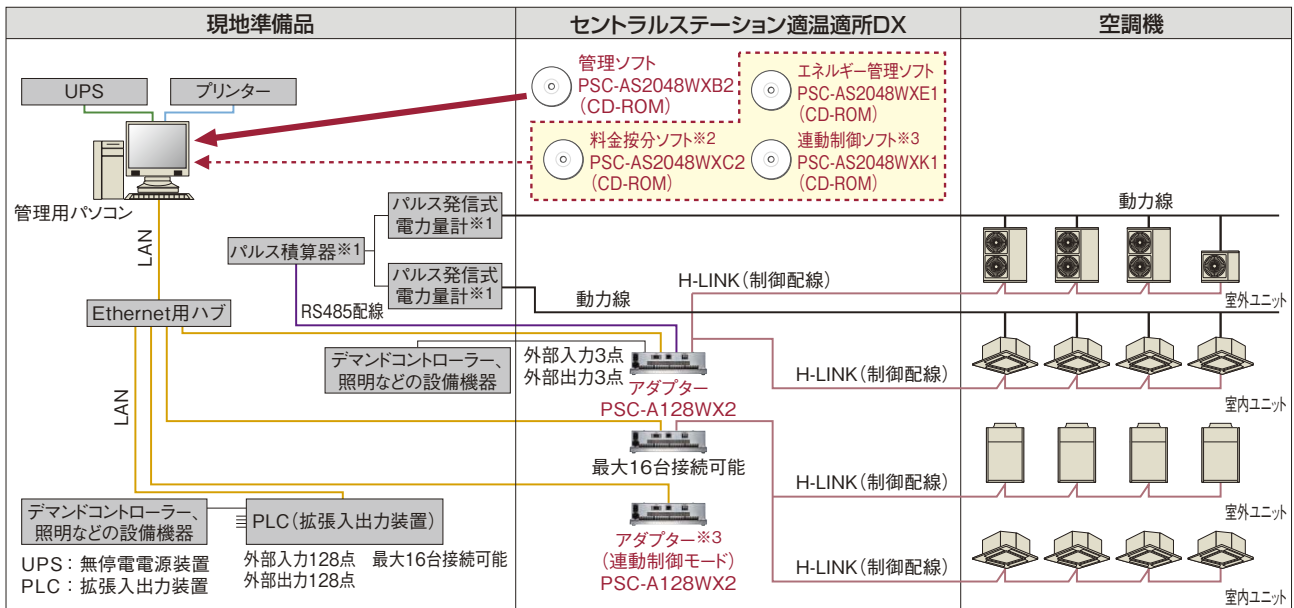 現地準備品
セントラルステーション適温適所DX
空調機
UPS
プリンター
管理用パソコン
管理ソフト
PSC-AS2048WXB2
(CD-ROM)
エネルギー管理ソフト
PSC-AS2048WXE1
(CD-ROM)
料金按分ソフト※2
PSC-AS2048WXC2
(CD-ROM)
連動制御ソフト※3
PSC-AS2048WXK1
(CD-ROM)
LAN
パルス積算器※1
パルス発信式
電力量計※1
パルス発信式
電力量計※1
動力線
動力線
H-LINK(制御配線)
室外ユニット
Ethernet用ハブ
RS485配線
デマンドコントローラー、
照明などの設備機器
外部入力3点
外部出力3点
アダプター
PSC-A128WX2
H-LINK(制御配線)
室内ユニット
LAN
最大16台接続可能
H-LINK(制御配線)
室外ユニット
デマンドコントローラー、
照明などの設備機器
PLC(拡張入出力装置)
外部入力128点 最大16台接続可能
外部出力128点
アダプター※3
(連動制御モード)
PSC-A128WX2
H-LINK(制御配線)
室内ユニット
UPS:無停電電源装置
PLC:拡張入出力装置